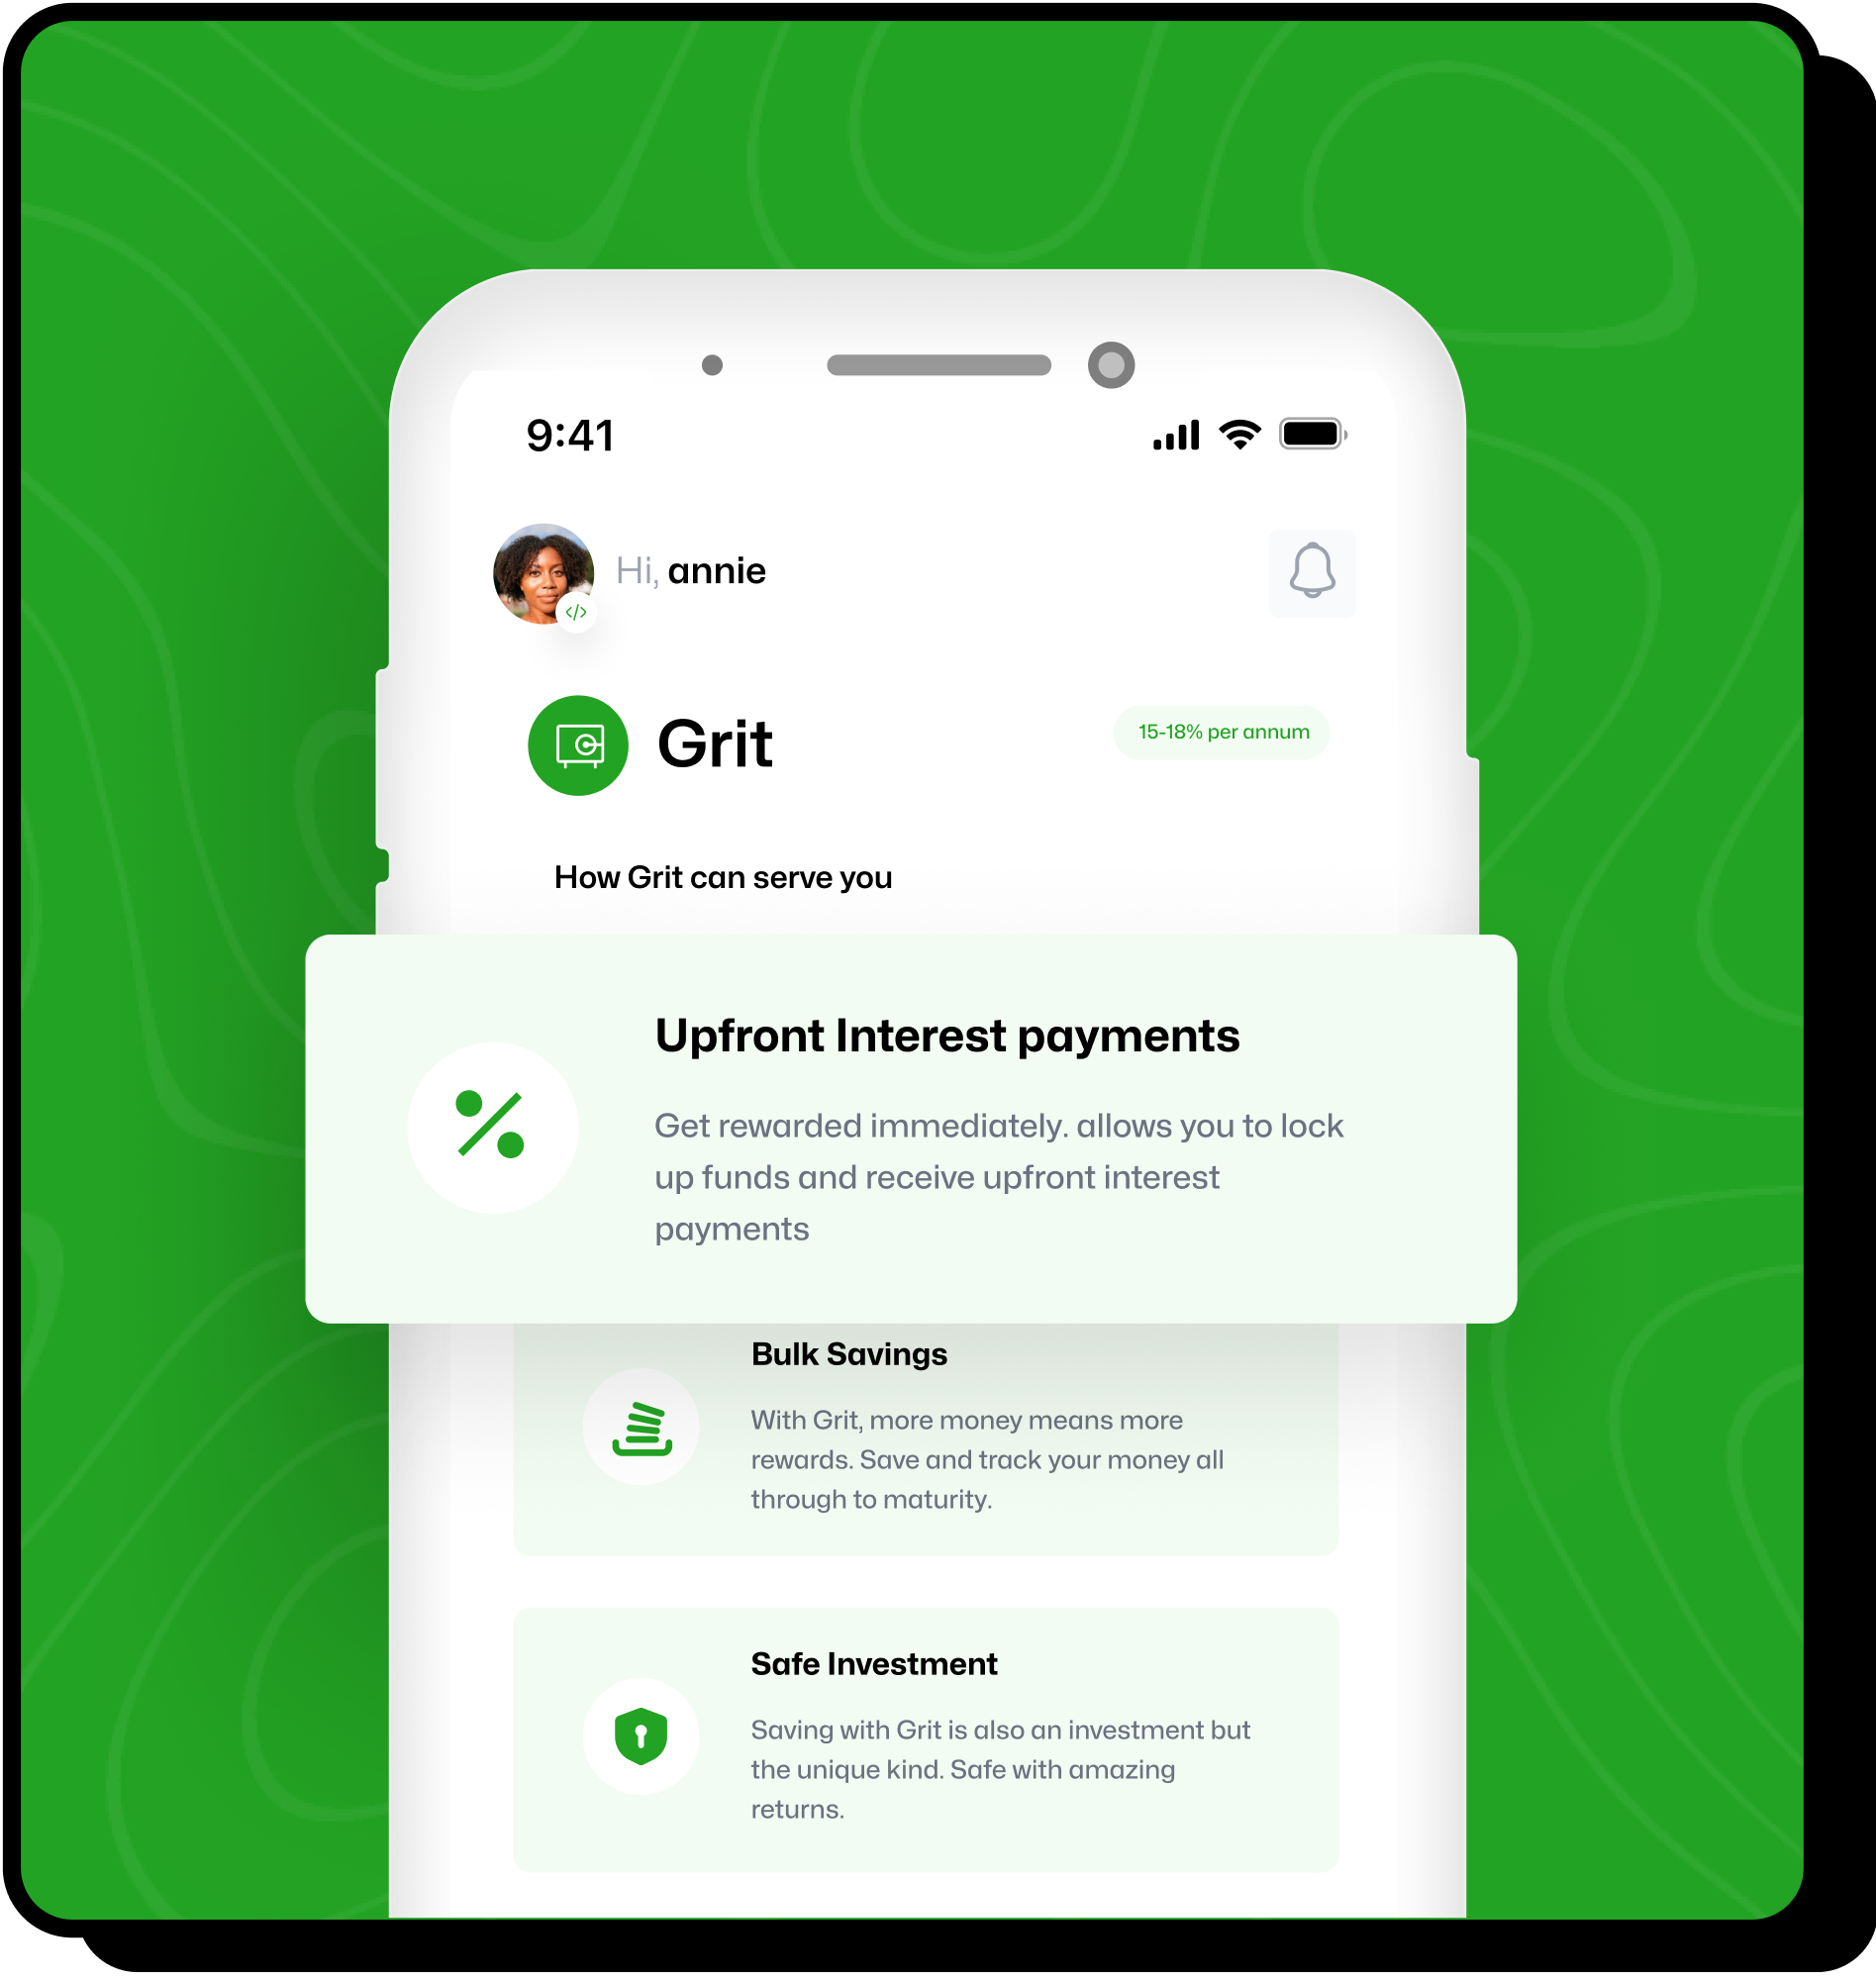 9:41
Hi, annie
Grit
15-18% per annum
How Grit can serve you
Upfront Interest payments
Get rewarded immediately. allows you to lock
up funds and receive upfront interest
payments
Bulk Savings
With Grit, more money means more
rewards. Save and track your money all
through to maturity.
Safe Investment
Saving with Grit is also an investment but
the unique kind. Safe with amazing
returns.